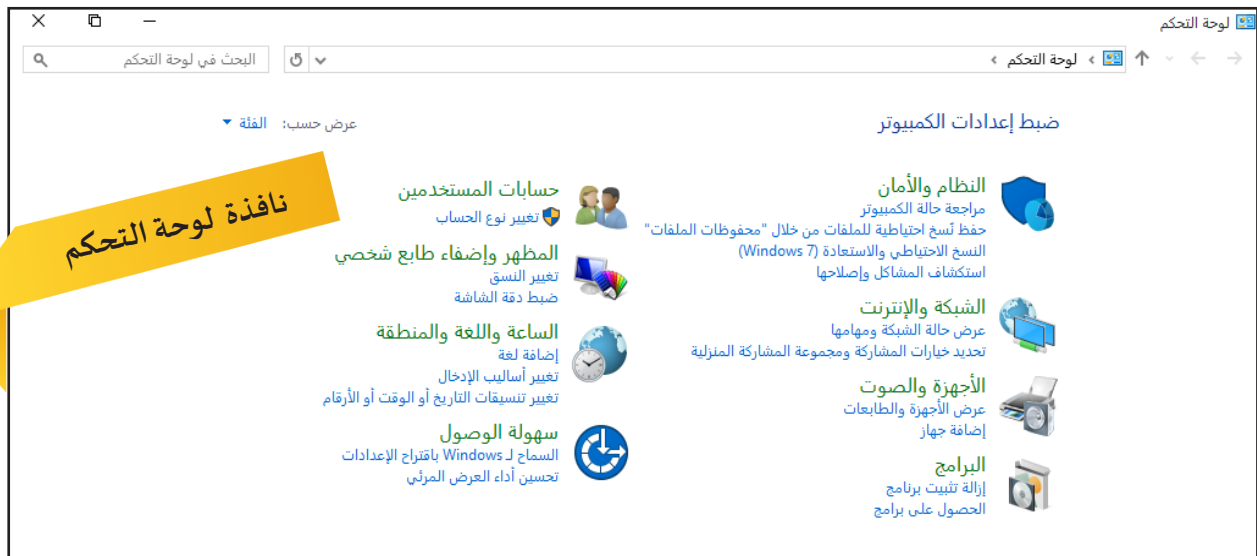 لوحة التحكم
لوحة التحكم
البحث في لوحة التحكم
ضبط إعدادات الكمبيوتر
عرض حسب: الفئة
النظام والأمان
مراجعة حالة الكمبيوتر
حفظ نُسخ احتياطية للملفات من خلال "محفوظات الملفات"
النسخ الاحتياطي والاستعادة (Windows 7)
استكشاف المشاكل وإصلاحها
الشبكة والإنترنت
عرض حالة الشبكة ومهامها
تحديد خيارات المشاركة ومجموعة المشاركة المنزلية
الأجهزة والصوت
عرض الأجهزة والطابعات
إضافة جهاز
البرامج
إزالة تثبيت برنامج
الحصول على برامج
حسابات المستخدمين
تغيير نوع الحساب
المظهر وإضفاء طابع شخصي
تغيير النسق
ضبط دقة الشاشة
الساعة واللغة والمنطقة
إضافة لغة
تغيير أساليب الإدخال
تغيير تنسيقات التاريخ أو الوقت أو الأرقام
سهولة الوصول
السماح لـ Windows باقتراح الإعدادات
تحسين أداء العرض المرئي
نافذة لوحة التحكم